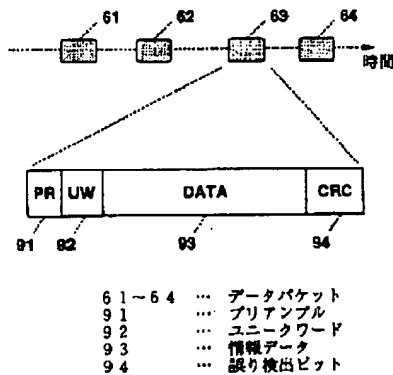 61 62 63 64
時間
PR UW DATA CRC
91 92 93 94
61~64 … データパケット
91 … プリアンブル
92 … ユニークワード
93 … 情報データ
94 … 誤り検出ビット